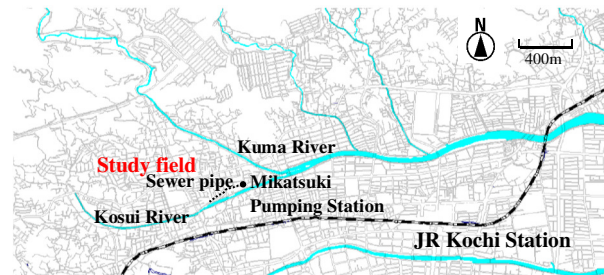 N
400m
Kuma River
Study field
Sewer pipe
Mikatsuki
Pumping Station
Kosui River
JR Kochi Station